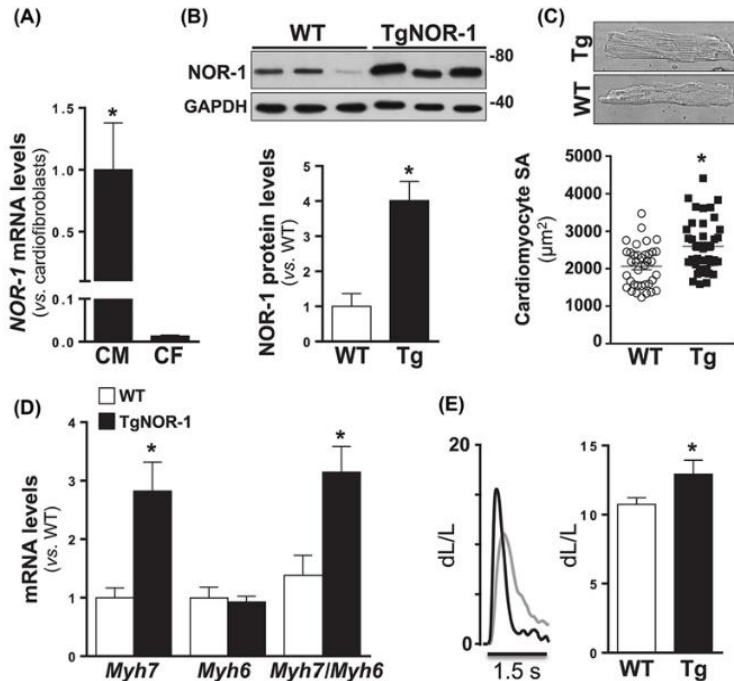 (A)
NOR-1 mRNA levels
(vs. cardiofibroblasts)
1.5
*
1.0
0.5
0.1
0.0
CM CF
(B)
WT TgNOR-1
-80
NOR-1
GAPDH
-40
NOR-1 protein levels
(vs. WT)
5
4
3
2
1
0
*
WT Tg
(C)
Tg
WT
Cardiomyocyte SA
(µm²)
5000
4000
3000
2000
1000
0
*
WT Tg
(D)
WT
TgNOR-1
mRNA levels
(vs. WT)
4
3
2
1
0
* *
Myh7 Myh6 Myh7/Myh6
(E)
dL/L
20
0
1.5 s
dL/L
15
10
5
0
*
WT Tg